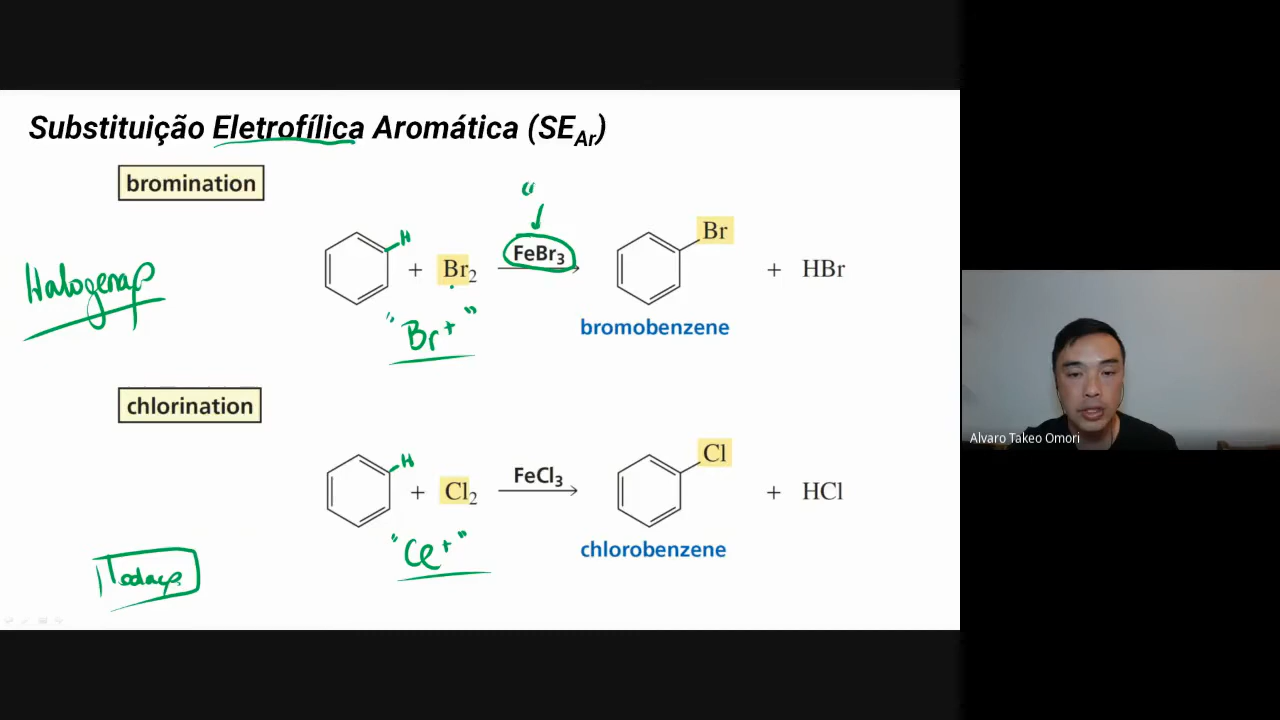 Substituição Eletrofílica Aromática (SEAr)
bromination
H
FeBr3
Br
+ Br2
+ HBr
Halogenaç
"Br+"
bromobenzene
chlorination
H
FeCl3
Cl
+ Cl2
+ HCl
"Cl+"
chlorobenzene
Alvaro Takeo Omori